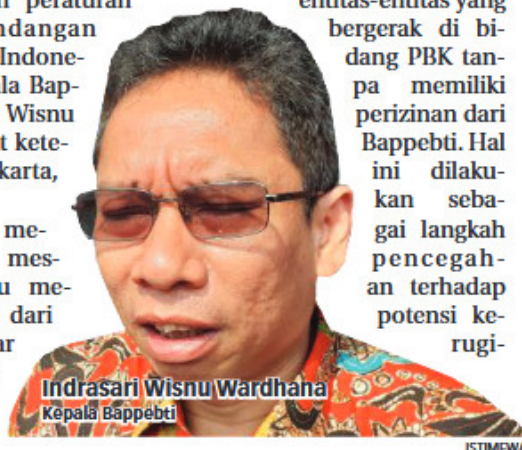 peraturan
ndangan
Indone-
la Bap-
Wisnu
t kete-
karta,
me-
mes-
u me-
dari
ar
entitas-entitas yang
bergerak di bi-
dang PBK tan-
pa memiliki
perizinan dari
Bappebti. Hal
ini dilaku-
kan seba-
gai langkah
pencegah-
an terhadap
potensi ke-
rugi-
Indrasari Wisnu Wardhana
Kepala Bappebti
ISTIMEWA